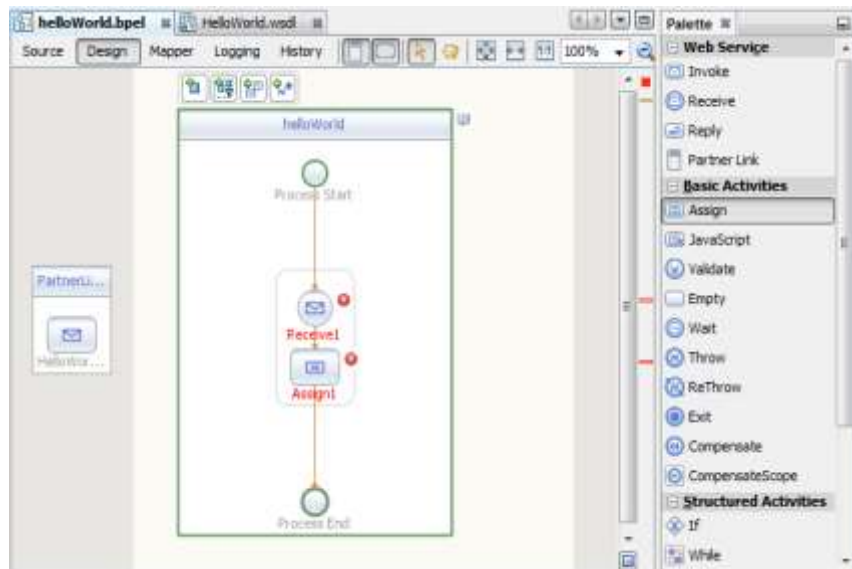 helloWorld.bpel HelloWorld.wsdl
Source Design Mapper Logging History 100%
helloWorld
Process Start
PartnerLi...
HelloWor...
Receive1
Assign1
Process End
Palette
Web Service
Invoke
Receive
Reply
Partner Link
Basic Activities
Assign
JavaScript
Validate
Empty
Wait
Throw
ReThrow
Exit
Compensate
CompensateScope
Structured Activities
If
While